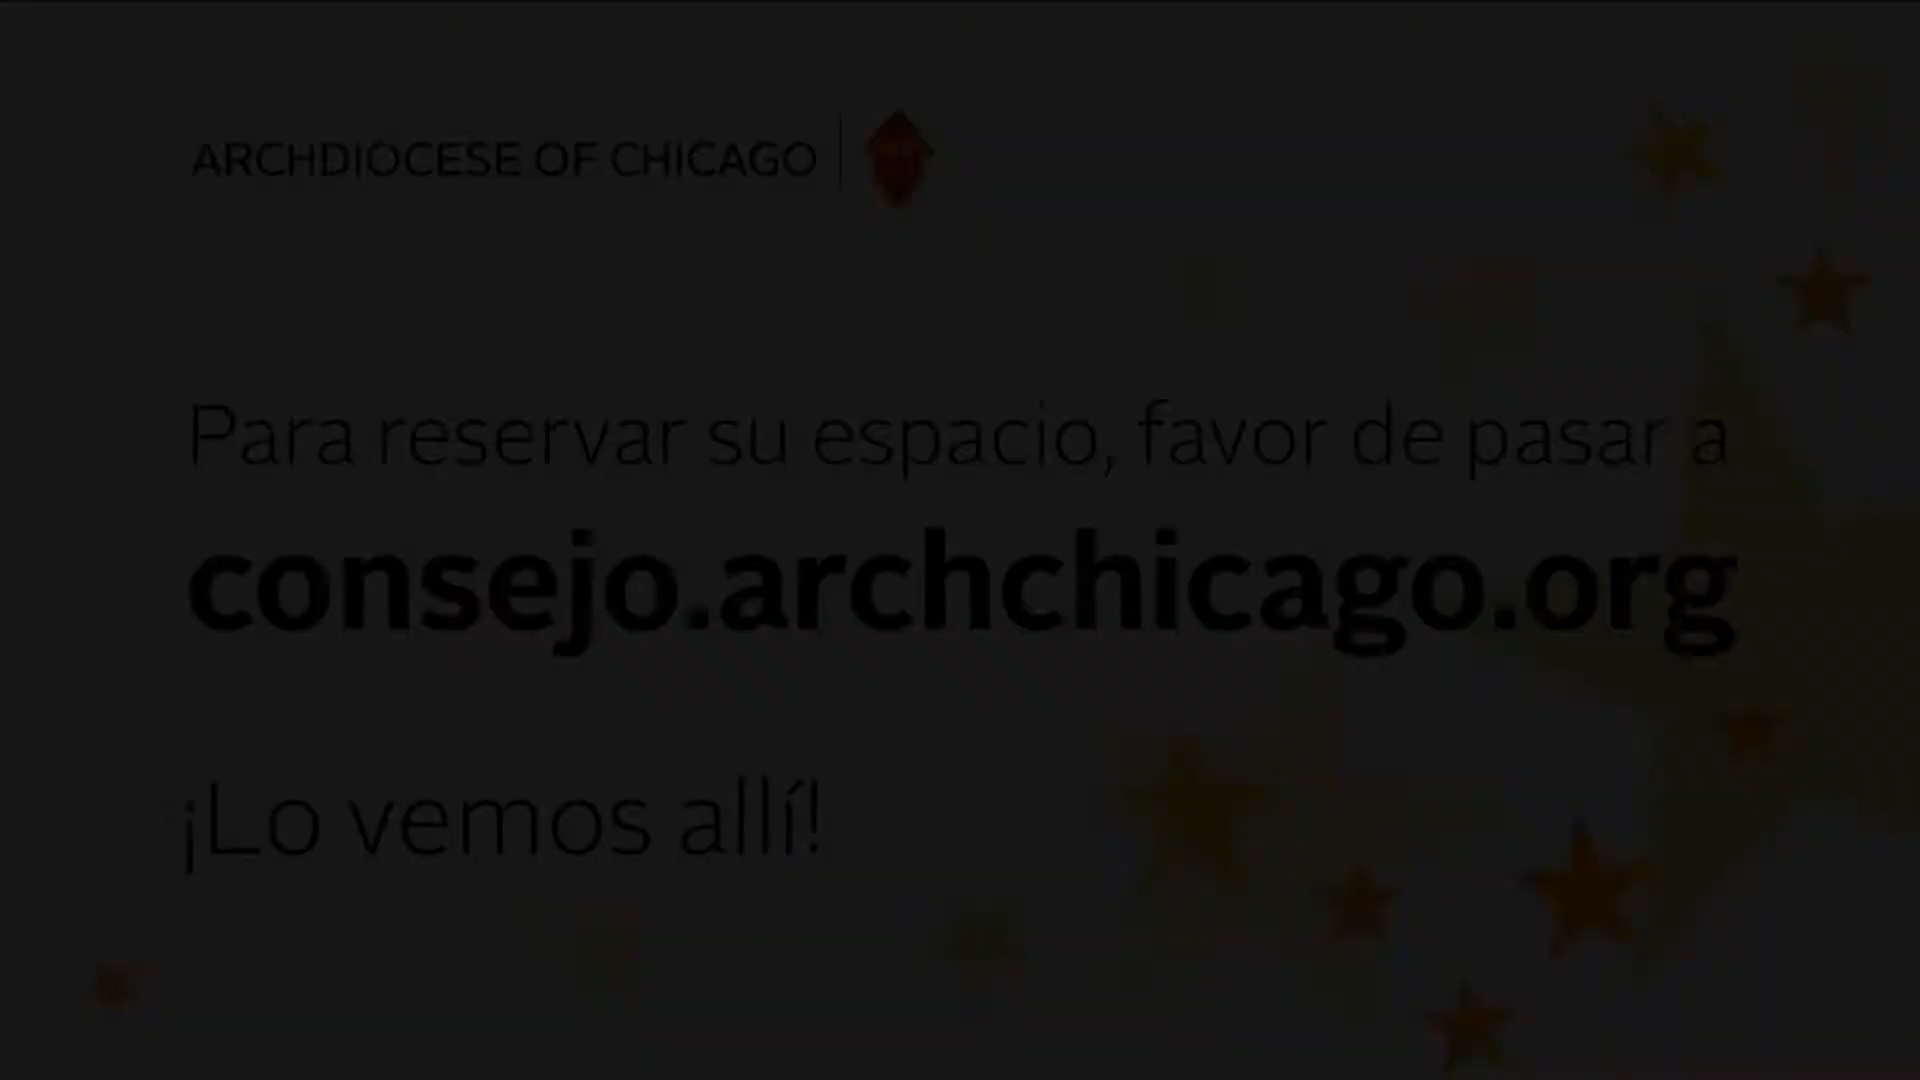 ARCHDIOCESE OF CHICAGO
Para reservar su espacio, favor de pasar a
consejo.archchicago.org
¡Lo vemos allí!